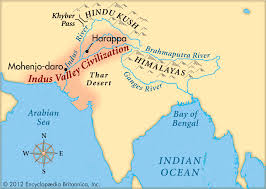 Khyber
Pass
HINDU KUSH
Harappa
Mohenjo-daro
Indus River
Indus Valley Civilization
Brahmaputra River
HIMALAYAS
Thar
Desert
Ganges River
Arabian
Sea
Bay of
Bengal
N
W
E
S
INDIAN
OCEAN
© 2012 Encyclopædia Britannica, Inc.